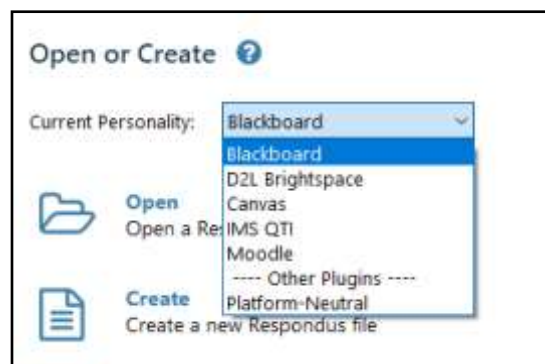 Open or Create ?
Current Personality: Blackboard
Blackboard
D2L Brightspace
Canvas
IMS QTI
Moodle
---- Other Plugins ----
Platform-Neutral
Open
Open a Re
Create
Create a new Respondus file